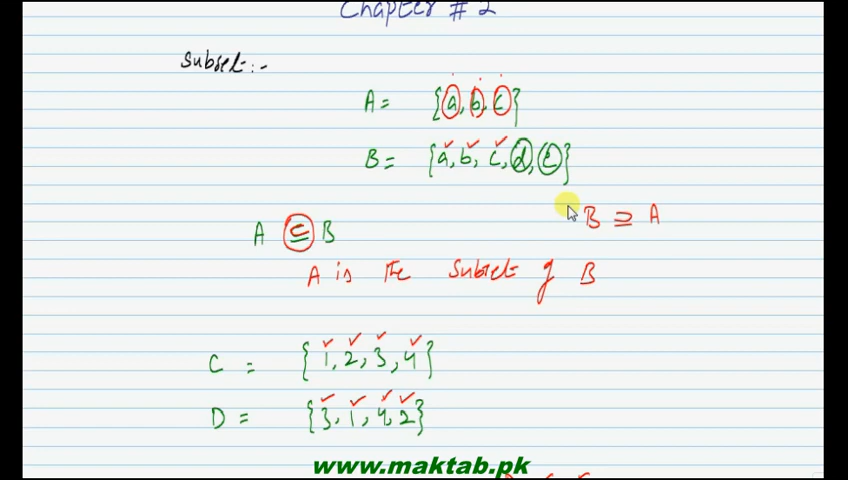 Chapter # 2
Subset:-
A = {a, b, c}
B = {a, b, c, d, e}
B ⊇ A
A ⊆ B
A is the Subset of B
C = {1, 2, 3, 4}
D = {3, 1, 4, 2}
www.maktab.pk